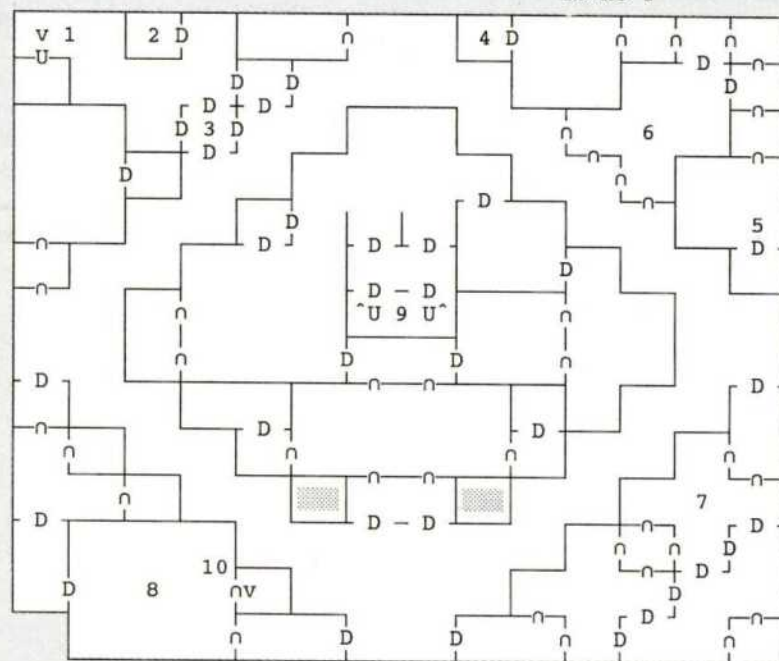 v 1 2 D ∩ 4 D ∩ ∩ ∩
U D ∩
D D D
D D ∩
D 3 D ∩ 6
D ∩ ∩
D ∩
D ∩
D 5
∩ D D D D
D
∩ D – D
^U 9 U^
∩ ∩
∩ D D ∩
D ∩ ∩ D
∩ D D
∩ ∩ ∩ ∩
∩ ∩ ∩
∩ 7
D D – D ∩ D
∩ ∩ D
10 ∩ D
D 8 ∩v D
∩ D ∩
∩ D D ∩ D ∩